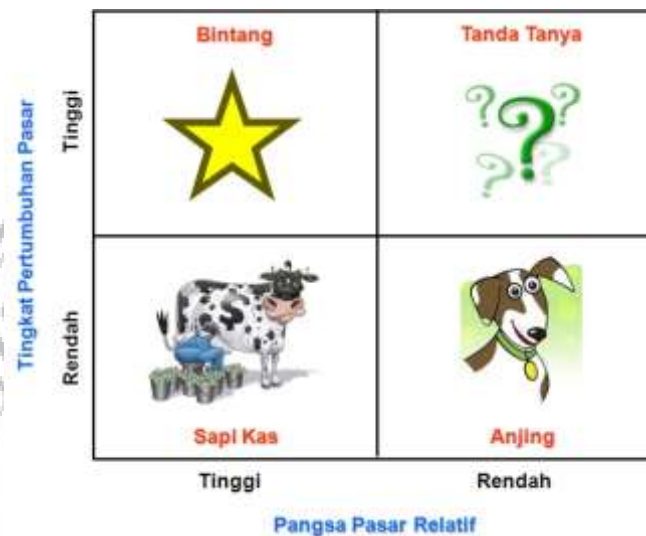 Bintang
Tanda Tanya
Tingkat Pertumbuhan Pasar
Tinggi
Rendah
Sapi Kas
Anjing
Tinggi
Rendah
Pangsa Pasar Relatif